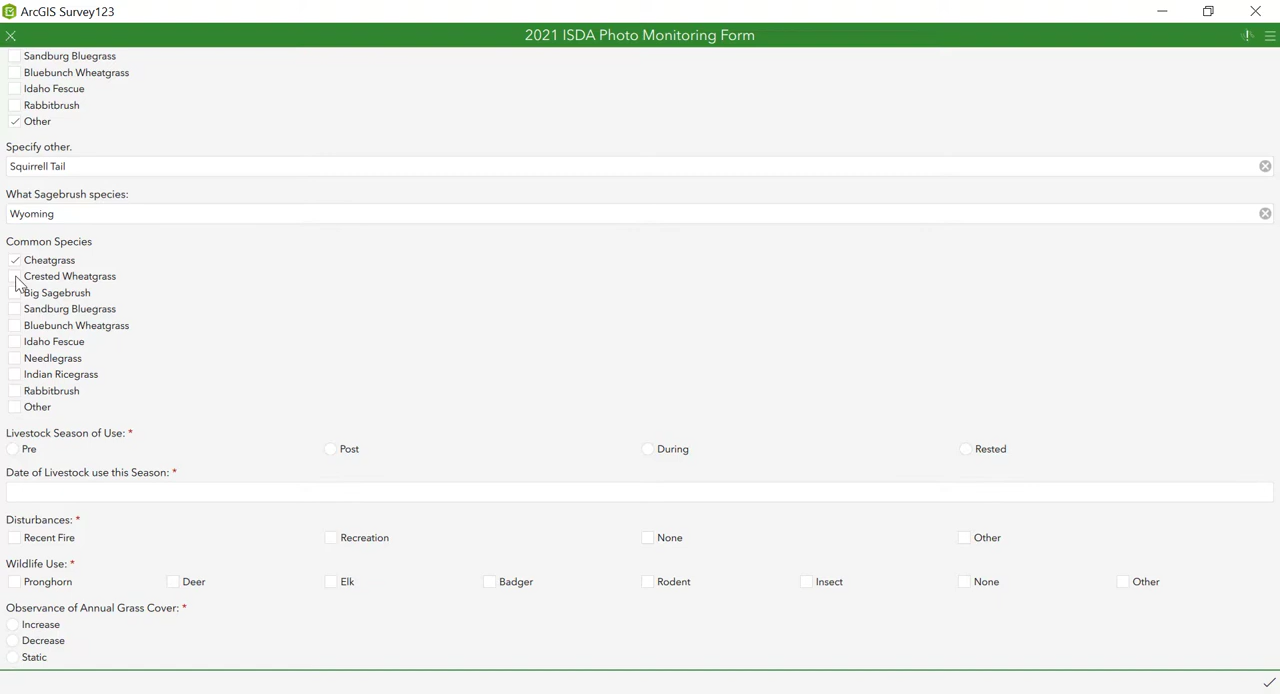 ArcGIS Survey123
2021 ISDA Photo Monitoring Form
Sandburg Bluegrass
Bluebunch Wheatgrass
Idaho Fescue
Rabbitbrush
Other
Specify other.
Squirrell Tail
What Sagebrush species:
Wyoming
Common Species
Cheatgrass
Crested Wheatgrass
Big Sagebrush
Sandburg Bluegrass
Bluebunch Wheatgrass
Idaho Fescue
Needlegrass
Indian Ricegrass
Rabbitbrush
Other
Livestock Season of Use: *
Pre Post During Rested
Date of Livestock use this Season: *
Disturbances: *
Recent Fire Recreation None Other
Wildlife Use: *
Pronghorn Deer Elk Badger Rodent Insect None Other
Observance of Annual Grass Cover: *
Increase
Decrease
Static